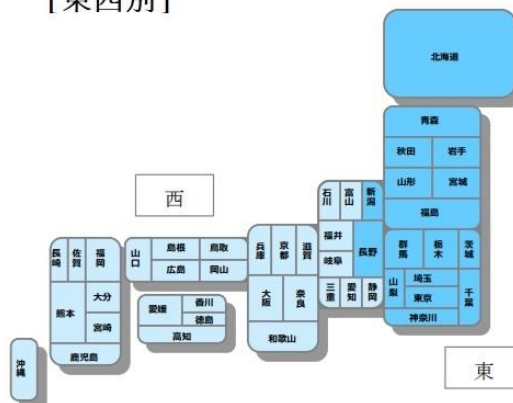 [東西別]
北海道
青森
秋田 岩手
山形 宮城
福島
西
石川 富山 新潟
群馬 栃木 茨城
福井 長野
岐阜
三重 愛知 静岡
山梨 埼玉 千葉
東京
神奈川
兵庫 京都 滋賀
大阪 奈良
和歌山
山口 島根 鳥取
広島 岡山
愛媛 香川
徳島
高知
長崎 佐賀 福岡
熊本 大分
宮崎
鹿児島
沖縄
東